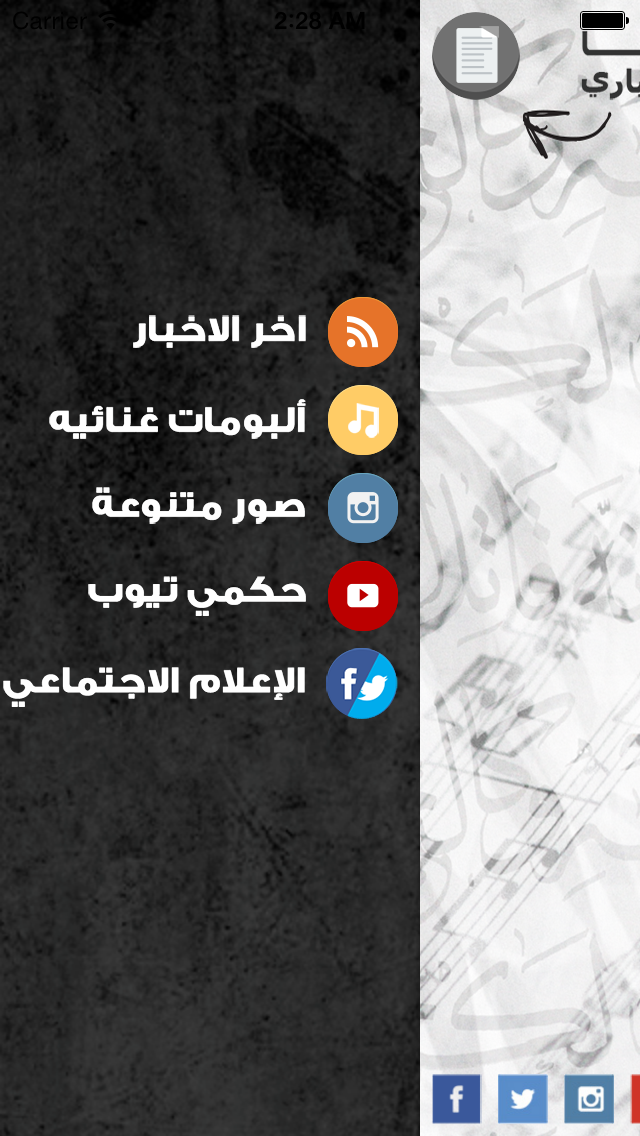 Carrier
2:28 AM
اخر الاخبار
ألبومات غنائيه
صور متنوعة
حكمي تيوب
الإعلام الاجتماعي